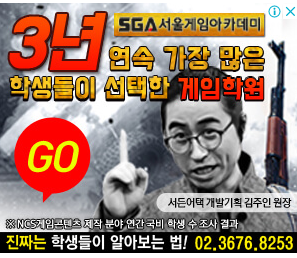 SGA서울게임아카데미
3년 연속 가장 많은
학생들이 선택한 게임학원
GO
서든어택 개발기획 김주인 원장
※ NCS게임콘텐츠 제작 분야 연간 국비 학생 수 조사 결과
진짜는 학생들이 알아보는 법! 02.3676.8253